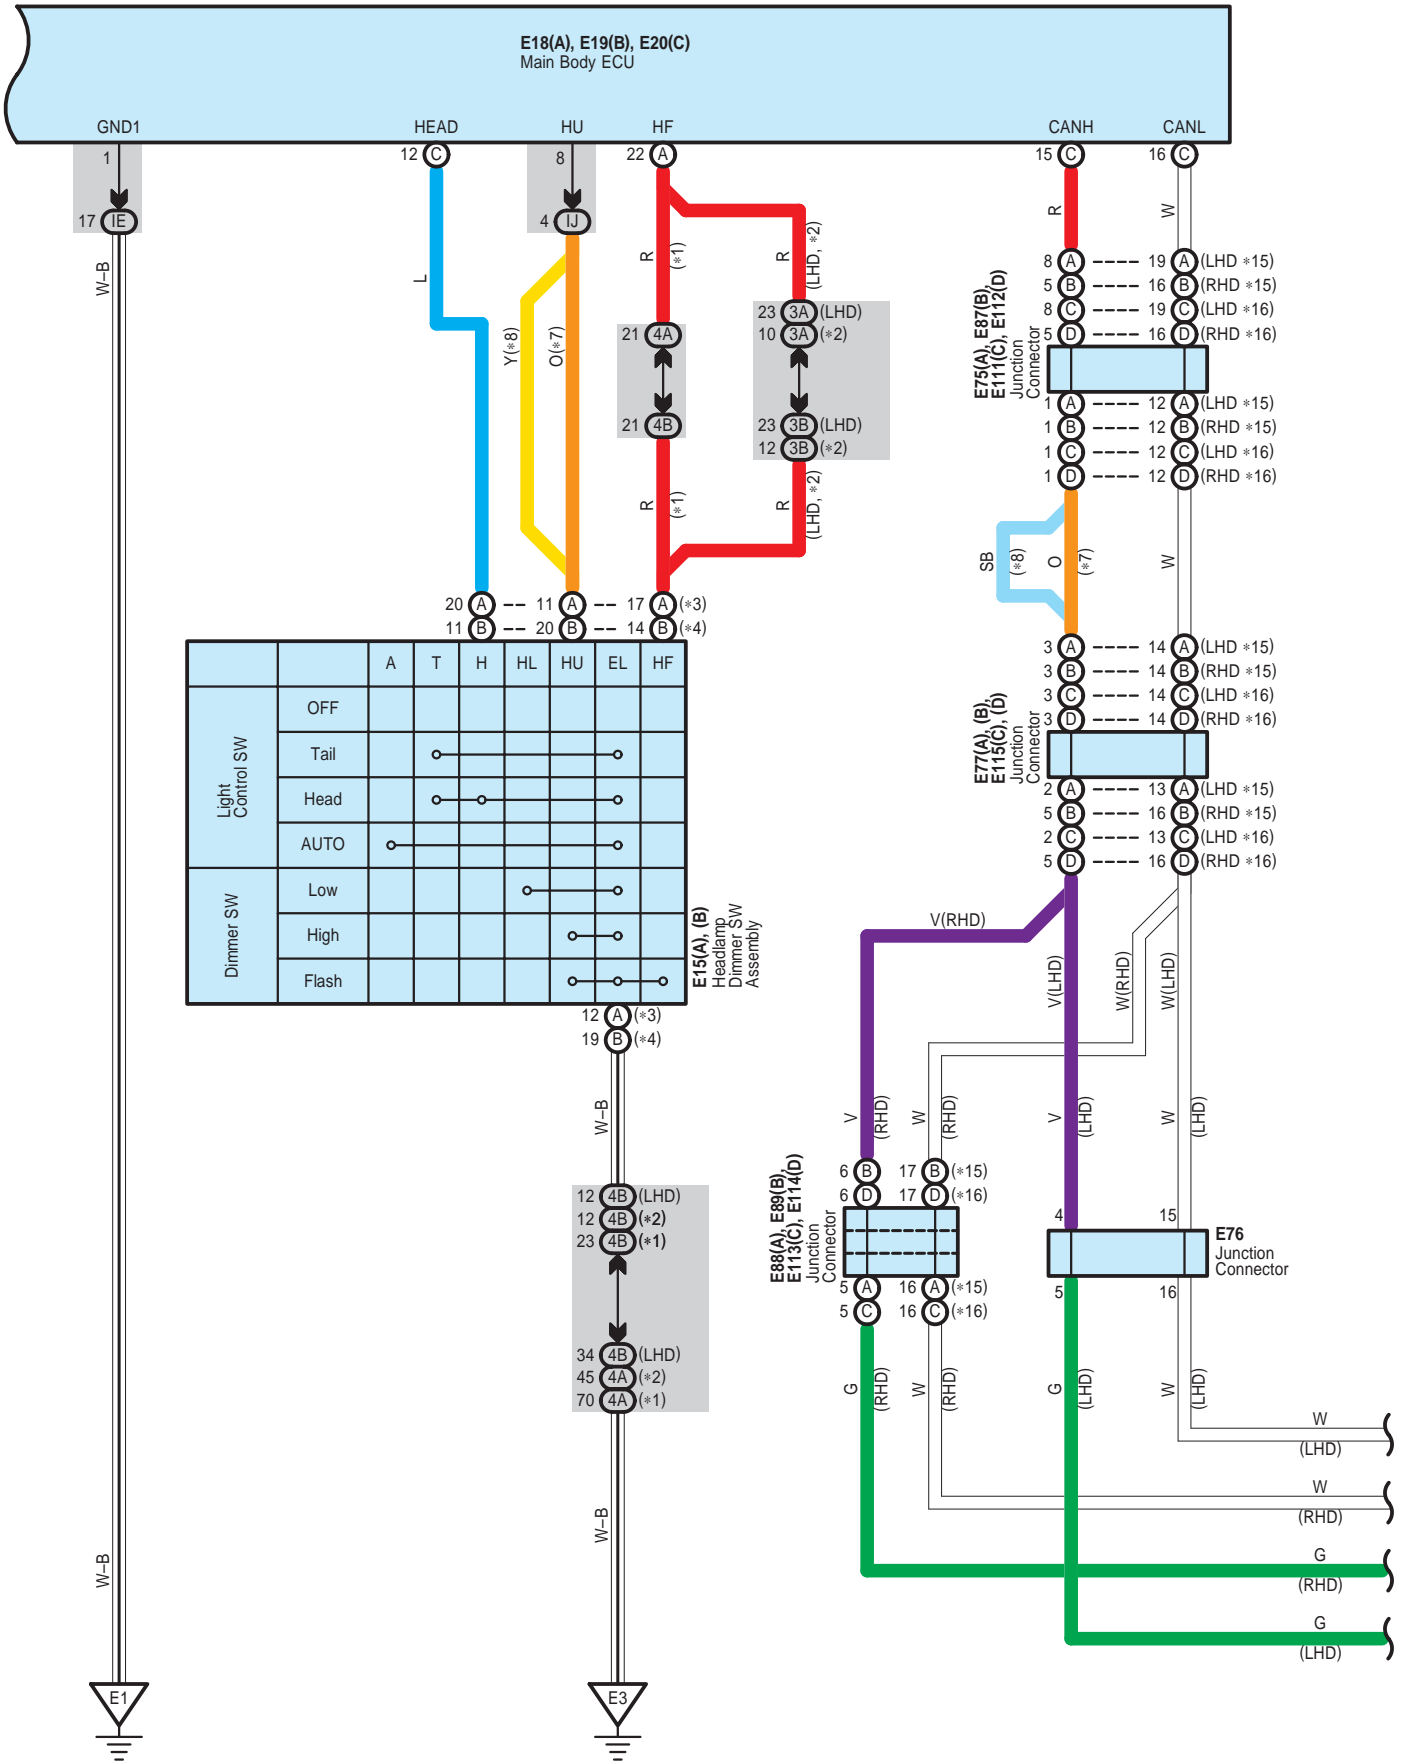 E18(A), E19(B), E20(C)
Main Body ECU
GND1 HEAD HU HF CANH CANL
1 12 C 8 22 A 15 C 16 C
17 IE 4 IJ
W–B L Y(*8) O(*7) R (*1) R (LHD, *2) R W
8 A 19 A (LHD *15)
5 B 16 B (RHD *15)
8 C 19 C (LHD *16)
5 D 16 D (RHD *16)
E75(A), E87(B),
E111(C), E112(D)
Junction
Connector
23 3A (LHD)
10 3A (*2)
21 4A
21 4B
23 3B (LHD)
12 3B (*2)
1 A 12 A (LHD *15)
1 B 12 B (RHD *15)
1 C 12 C (LHD *16)
1 D 12 D (RHD *16)
R (*1) R (LHD, *2)
SB (*8) O (*7) W
20 A 11 A 17 A (*3)
11 B 20 B 14 B (*4)
3 A 14 A (LHD *15)
3 B 14 B (RHD *15)
3 C 14 C (LHD *16)
3 D 14 D (RHD *16)
E77(A), (B),
E115(C), (D)
Junction
Connector
2 A 13 A (LHD *15)
5 B 16 B (RHD *15)
2 C 13 C (LHD *16)
5 D 16 D (RHD *16)
A T H HL HU EL HF
Light
Control SW
OFF
Tail
Head
AUTO
Dimmer SW
Low
High
Flash
E15(A), (B)
Headlamp
Dimmer SW
Assembly
12 A (*3)
19 B (*4)
V(RHD)
V(LHD) W(RHD) W(LHD)
W–B
V (RHD) W (RHD) V (LHD) W (LHD)
6 B 17 B (*15)
6 D 17 D (*16)
E88(A), E89(B),
E113(C), E114(D)
Junction
Connector
5 A 16 A (*15)
5 C 16 C (*16)
4 15
E76
Junction
Connector
5 16
12 4B (LHD)
12 4B (*2)
23 4B (*1)
34 4B (LHD)
45 4A (*2)
70 4A (*1)
G (RHD) W (RHD) G (LHD) W (LHD)
W
(LHD)
W
(RHD)
G
(RHD)
G
(LHD)
W–B W–B
E1 E3